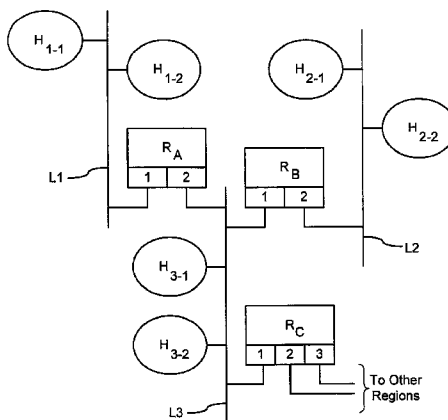 H1-1
H1-2
H2-1
H2-2
RA
1 2
RB
1 2
L1
L2
H3-1
H3-2
RC
1 2 3
To Other
Regions
L3